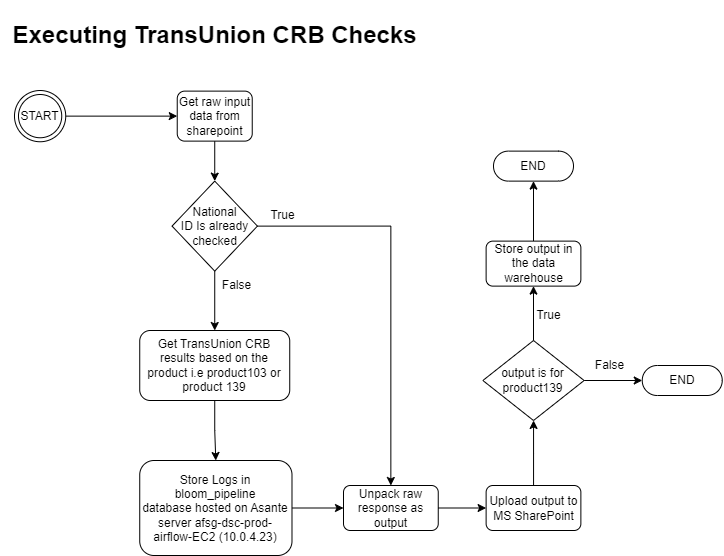 Executing TransUnion CRB Checks
START
Get raw input
data from
sharepoint
National
ID Is already
checked
True
False
Get TransUnion CRB
results based on the
product i.e product103 or
product 139
Store Logs in
bloom_pipeline
database hosted on Asante
server afsg-dsc-prod-
airflow-EC2 (10.0.4.23)
Unpack raw
response as
output
Upload output to
MS SharePoint
output is for
product139
False
END
True
Store output in
the data
warehouse
END